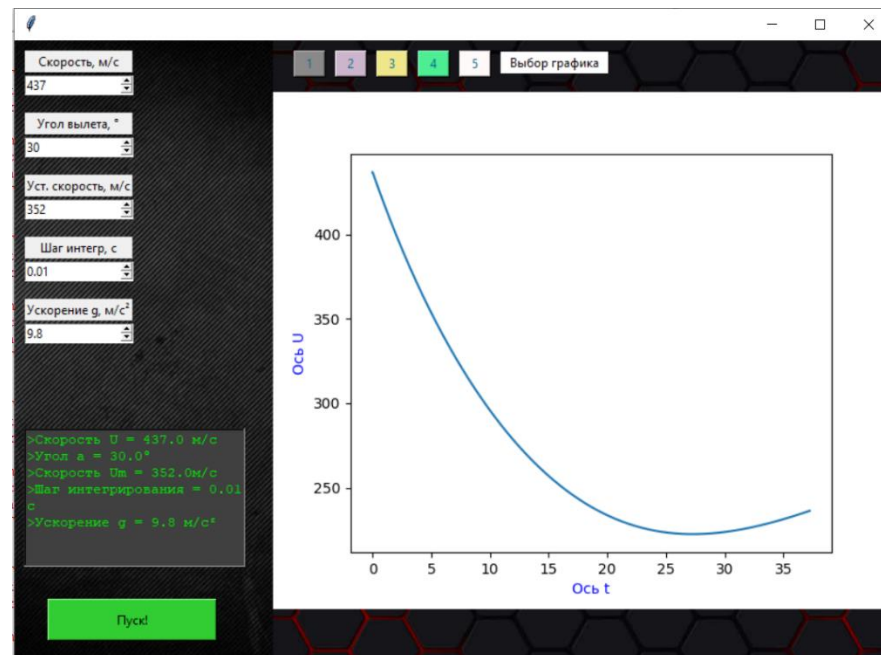 Скорость, м/с
437
Угол вылета, °
30
Уст. скорость, м/с
352
Шаг интегр, с
0.01
Ускорение g, м/с²
9.8
>Скорость U = 437.0 м/с
>Угол a = 30.0°
>Скорость Um = 352.0м/с
>Шаг интегрирования = 0.01
с
>Ускорение g = 9.8 м/с²
Пуск!
1 2 3 4 5 Выбор графика
400
350
300
250
Ось U
0 5 10 15 20 25 30 35
Ось t